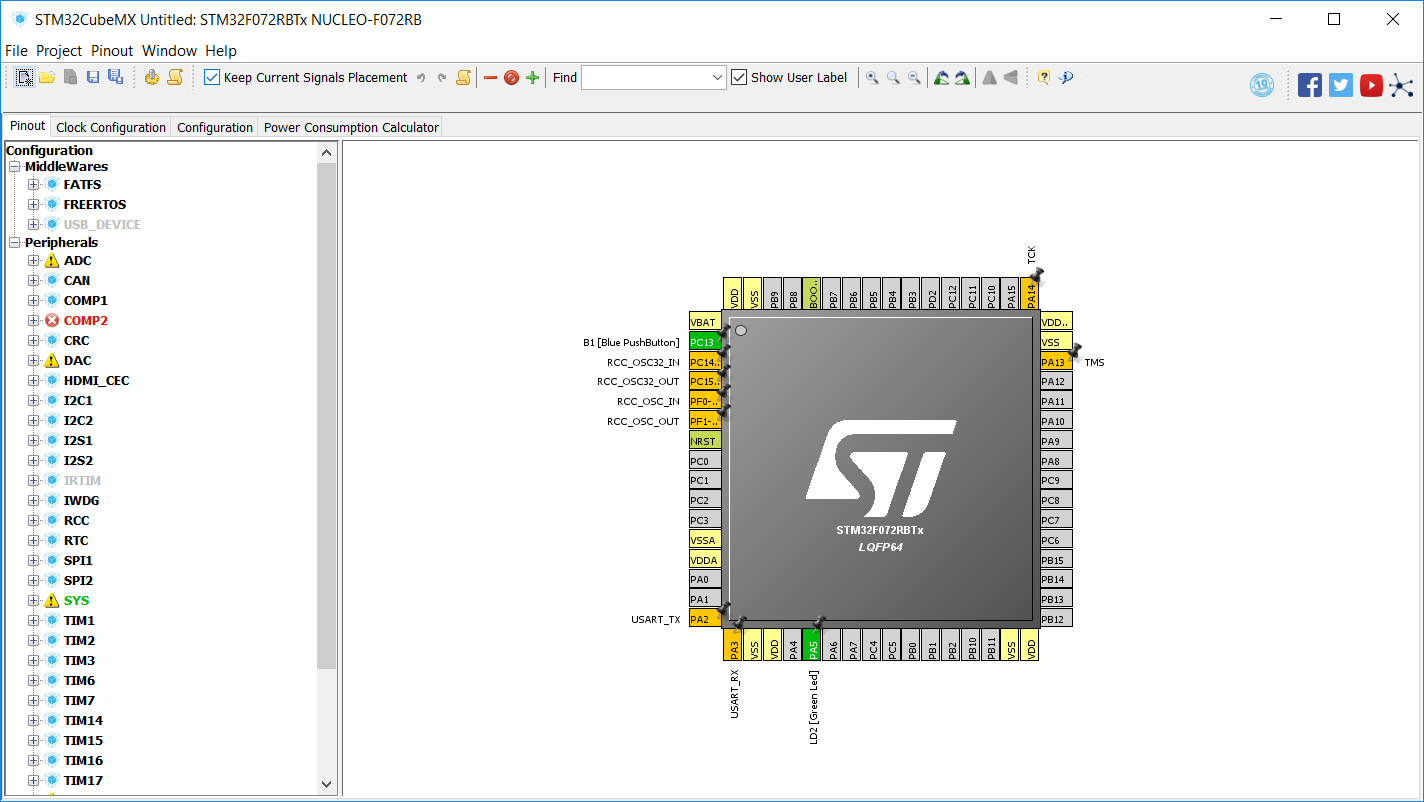 STM32CubeMX Untitled: STM32F072RBTx NUCLEO-F072RB
File Project Pinout Window Help
Keep Current Signals Placement Find Show User Label
Pinout Clock Configuration Configuration Power Consumption Calculator
Configuration
MiddleWares
FATFS
FREERTOS
USB_DEVICE
Peripherals
ADC
CAN
COMP1
COMP2
CRC
DAC
HDMI_CEC
I2C1
I2C2
I2S1
I2S2
IRTIM
IWDG
RCC
RTC
SPI1
SPI2
SYS
TIM1
TIM2
TIM3
TIM6
TIM7
TIM14
TIM15
TIM16
TIM17
TCK
VDD VSS PB9 PB8 BOO.. PB7 PB6 PB5 PB4 PB3 PD2 PC12 PC11 PC10 PA15 PA14
VBAT
B1 [Blue PushButton] PC13
RCC_OSC32_IN PC14..
RCC_OSC32_OUT PC15..
RCC_OSC_IN PF0-..
RCC_OSC_OUT PF1-..
NRST
PC0
PC1
PC2
PC3
VSSA
VDDA
PA0
PA1
USART_TX PA2
ST
STM32F072RBTx
LQFP64
VDD..
VSS
PA13 TMS
PA12
PA11
PA10
PA9
PA8
PC9
PC8
PC7
PC6
PB15
PB14
PB13
PB12
PA3 VSS VDD PA4 PA5 PA6 PA7 PC4 PC5 PB0 PB1 PB2 PB10 PB11 VSS VDD
USART_RX
LD2 [Green Led]